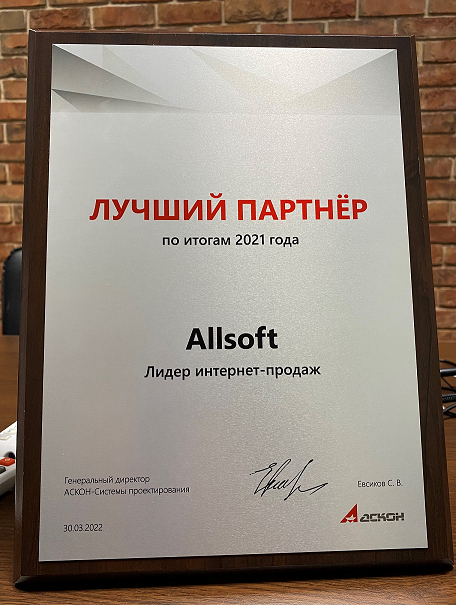 ЛУЧШИЙ ПАРТНЁР
по итогам 2021 года
Allsoft
Лидер интернет-продаж
Генеральный директор
АСКОН-Системы проектирования
Евсиков С. В.
30.03.2022
АСКОН